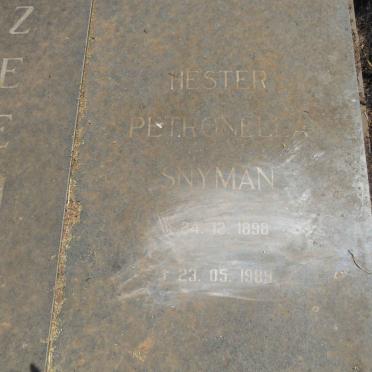 Z
E
E
HESTER
PETRONELLA
SNYMAN
* 24. 12. 1898
† 23. 05. 1989